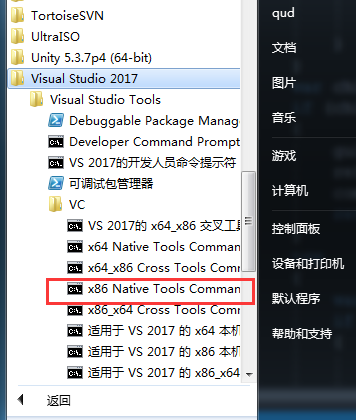 TortoiseSVN
UltraISO
Unity 5.3.7p4 (64-bit)
Visual Studio 2017
Visual Studio Tools
Debuggable Package Manage
Developer Command Prompt
VS 2017的开发人员命令提示符
可调试包管理器
VC
VS 2017的 x64_x86 交叉工具
x64 Native Tools Comman
x64_x86 Cross Tools Comm
x86 Native Tools Comman
x86_x64 Cross Tools Comm
适用于 VS 2017 的 x64 本机
适用于 VS 2017 的 x86 本机
适用于 VS 2017 的 x86_x64
返回
qud
文档
图片
音乐
游戏
计算机
控制面板
设备和打印机
默认程序
帮助和支持